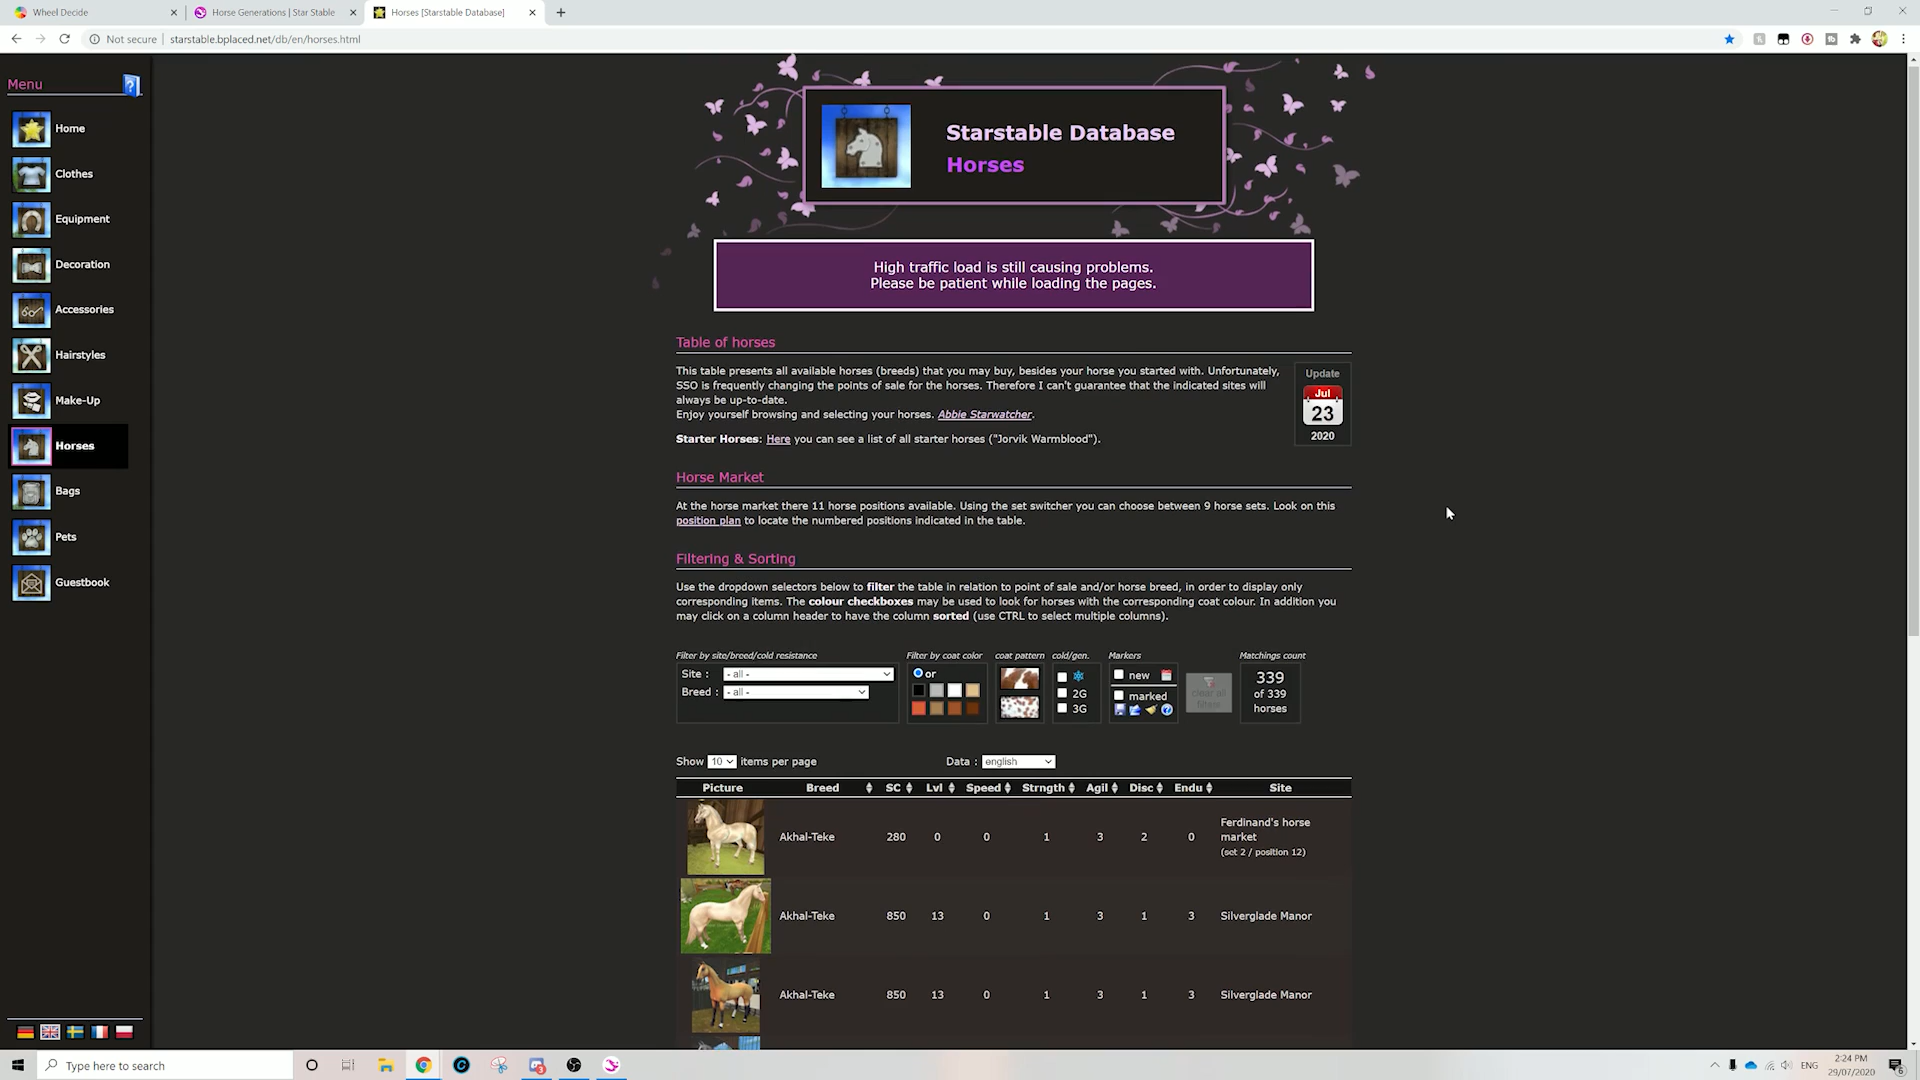 Wheel Decide
Horse Generations | Star Stable
Horses [Starstable Database]
Not secure
starstable.bplaced.net/db/en/horses.html
Menu
Home
Clothes
Equipment
Decoration
Accessories
Hairstyles
Make-Up
Horses
Bags
Pets
Guestbook
Starstable Database
Horses
High traffic load is still causing problems.
Please be patient while loading the pages.
Table of horses
This table presents all available horses (breeds) that you may buy, besides your horse you started with. Unfortunately,
SSO is frequently changing the points of sale for the horses. Therefore I can't guarantee that the indicated sites will
always be up-to-date.
Enjoy yourself browsing and selecting your horses. Abbie Starwatcher.
Starter Horses: Here you can see a list of all starter horses ("Jorvik Warmblood").
Update
Jul
23
2020
Horse Market
At the horse market there 11 horse positions available. Using the set switcher you can choose between 9 horse sets. Look on this
position plan to locate the numbered positions indicated in the table.
Filtering & Sorting
Use the dropdown selectors below to filter the table in relation to point of sale and/or horse breed, in order to display only
corresponding items. The colour checkboxes may be used to look for horses with the corresponding coat colour. In addition you
may click on a column header to have the column sorted (use CTRL to select multiple columns).
Filter by site/breed/cold resistance
Site : - all -
Breed : - all -
Filter by coat color
or
coat pattern
cold/gen.
2G
3G
Markers
new
marked
clear all
filters
Matchings count
339
of 339
horses
Show 10 items per page
Data : english
Picture Breed SC Lvl Speed Strngth Agil Disc Endu Site
Akhal-Teke 280 0 0 1 3 2 0 Ferdinand's horse
market
(set 2 / position 12)
Akhal-Teke 850 13 0 1 3 1 3 Silverglade Manor
Akhal-Teke 850 13 0 1 3 1 3 Silverglade Manor
Type here to search
ENG
2:24 PM
29/07/2020